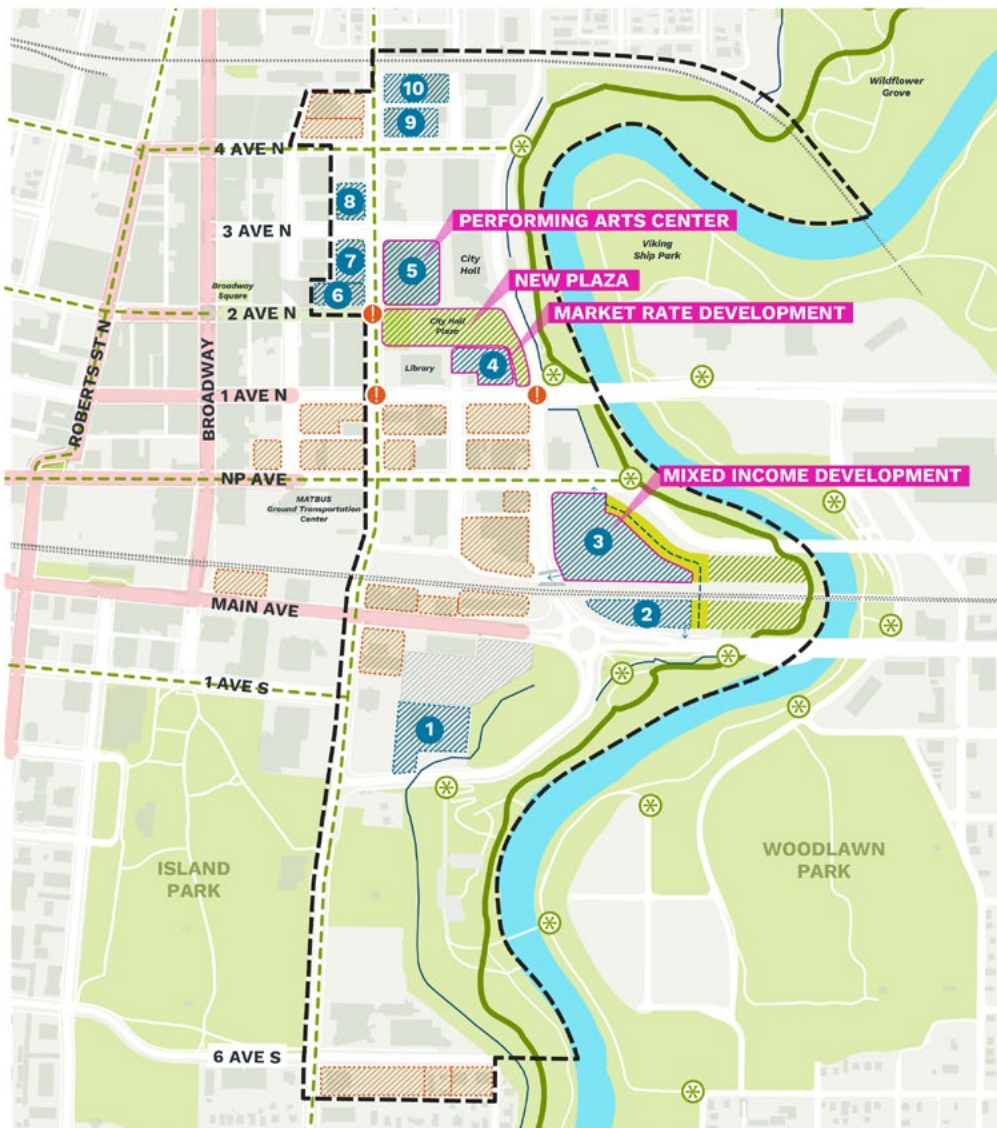 10
9
Wildflower
Grove
4 AVE N
8
3 AVE N
PERFORMING ARTS CENTER
7
5
City
Hall
Viking
Ship Park
NEW PLAZA
Broadway
Square
6
2 AVE N
City Hall
Plaza
MARKET RATE DEVELOPMENT
ROBERTS ST N
BROADWAY
Library
4
1 AVE N
!
!
!
NP AVE
MIXED INCOME DEVELOPMENT
MATBUS
Ground Transportation
Center
3
MAIN AVE
2
1 AVE S
1
ISLAND
PARK
WOODLAWN
PARK
6 AVE S